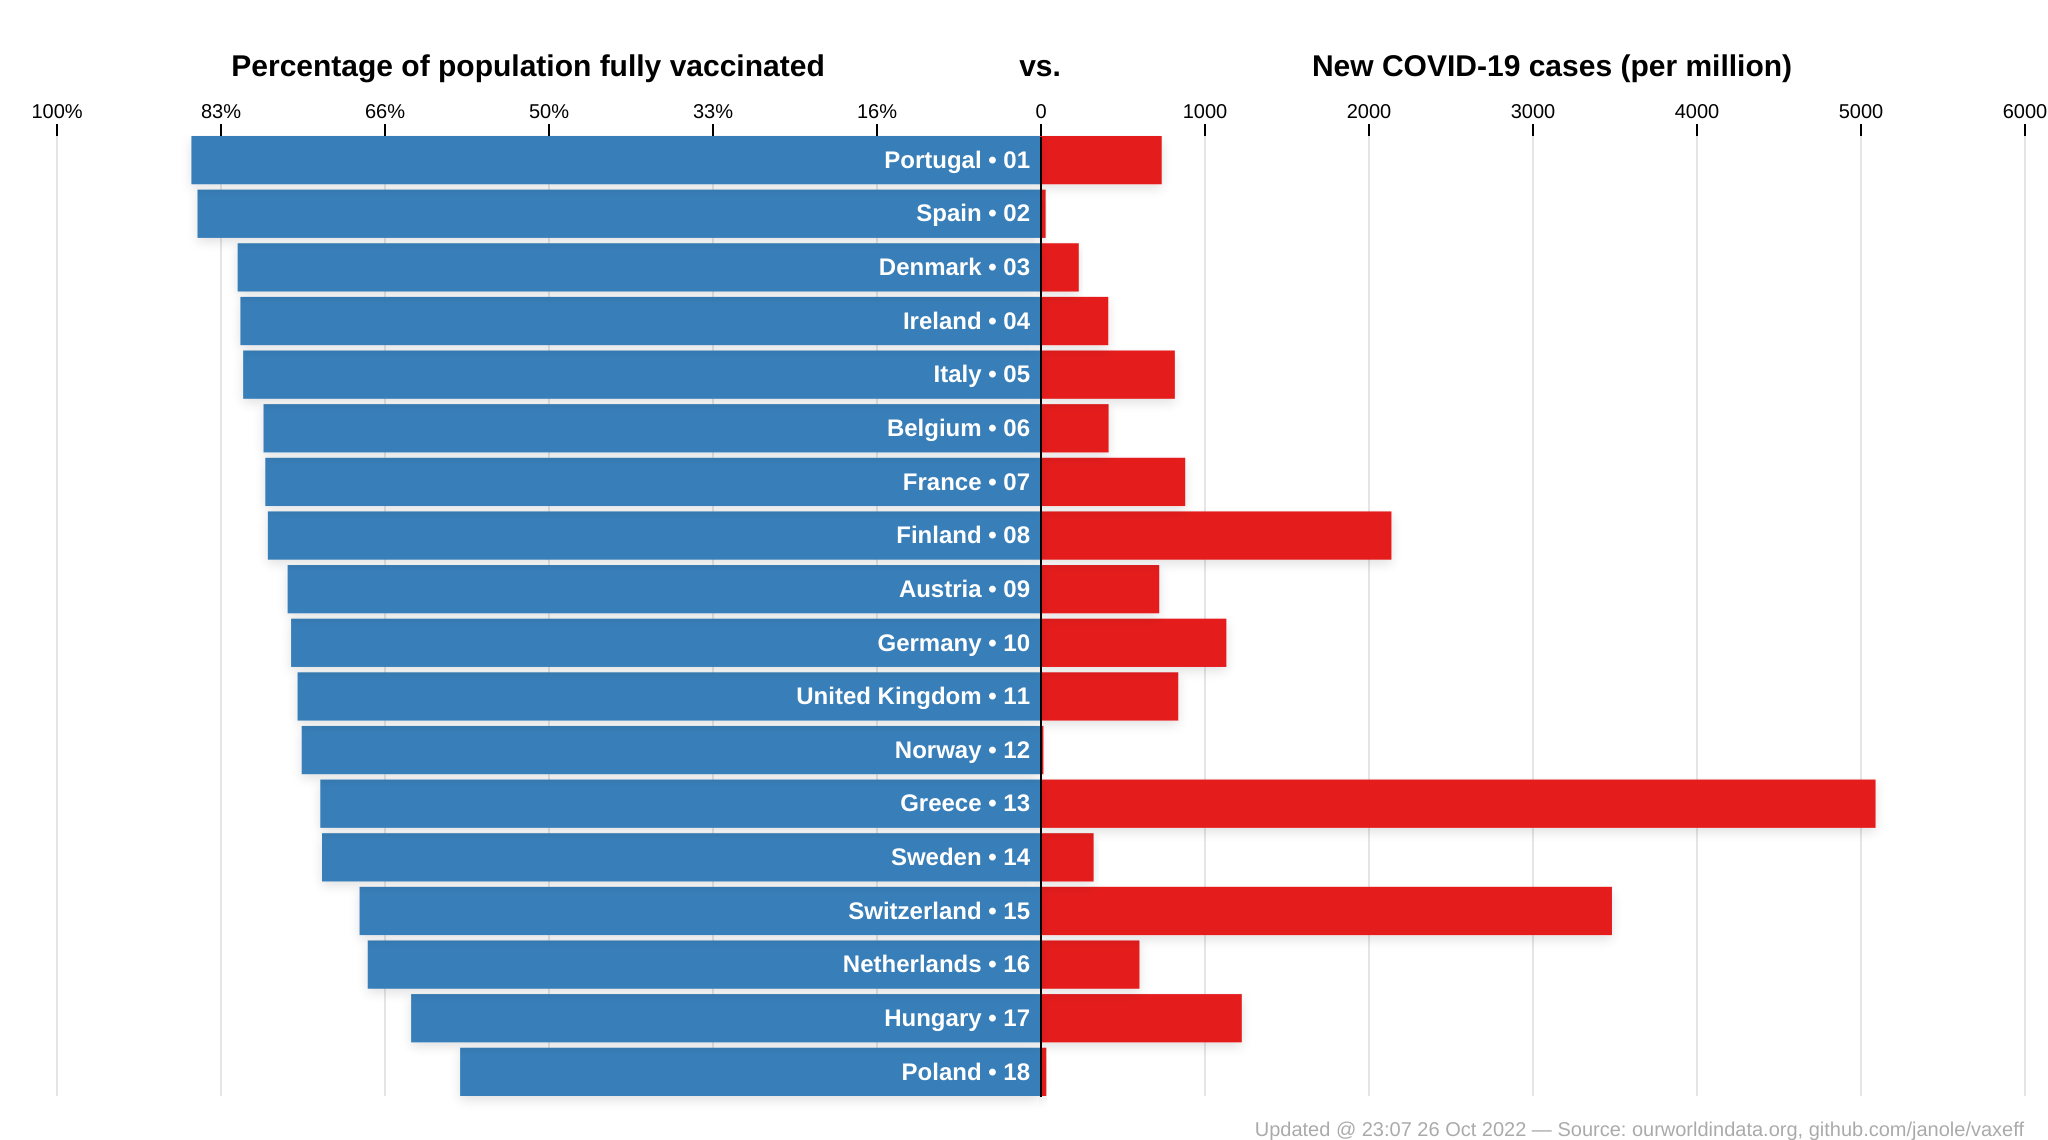 Percentage of population fully vaccinated vs. New COVID-19 cases (per million)
100% 83% 66% 50% 33% 16% 0 1000 2000 3000 4000 5000 6000
Portugal • 01
Spain • 02
Denmark • 03
Ireland • 04
Italy • 05
Belgium • 06
France • 07
Finland • 08
Austria • 09
Germany • 10
United Kingdom • 11
Norway • 12
Greece • 13
Sweden • 14
Switzerland • 15
Netherlands • 16
Hungary • 17
Poland • 18
Updated @ 23:07 26 Oct 2022 — Source: ourworldindata.org, github.com/janole/vaxeff